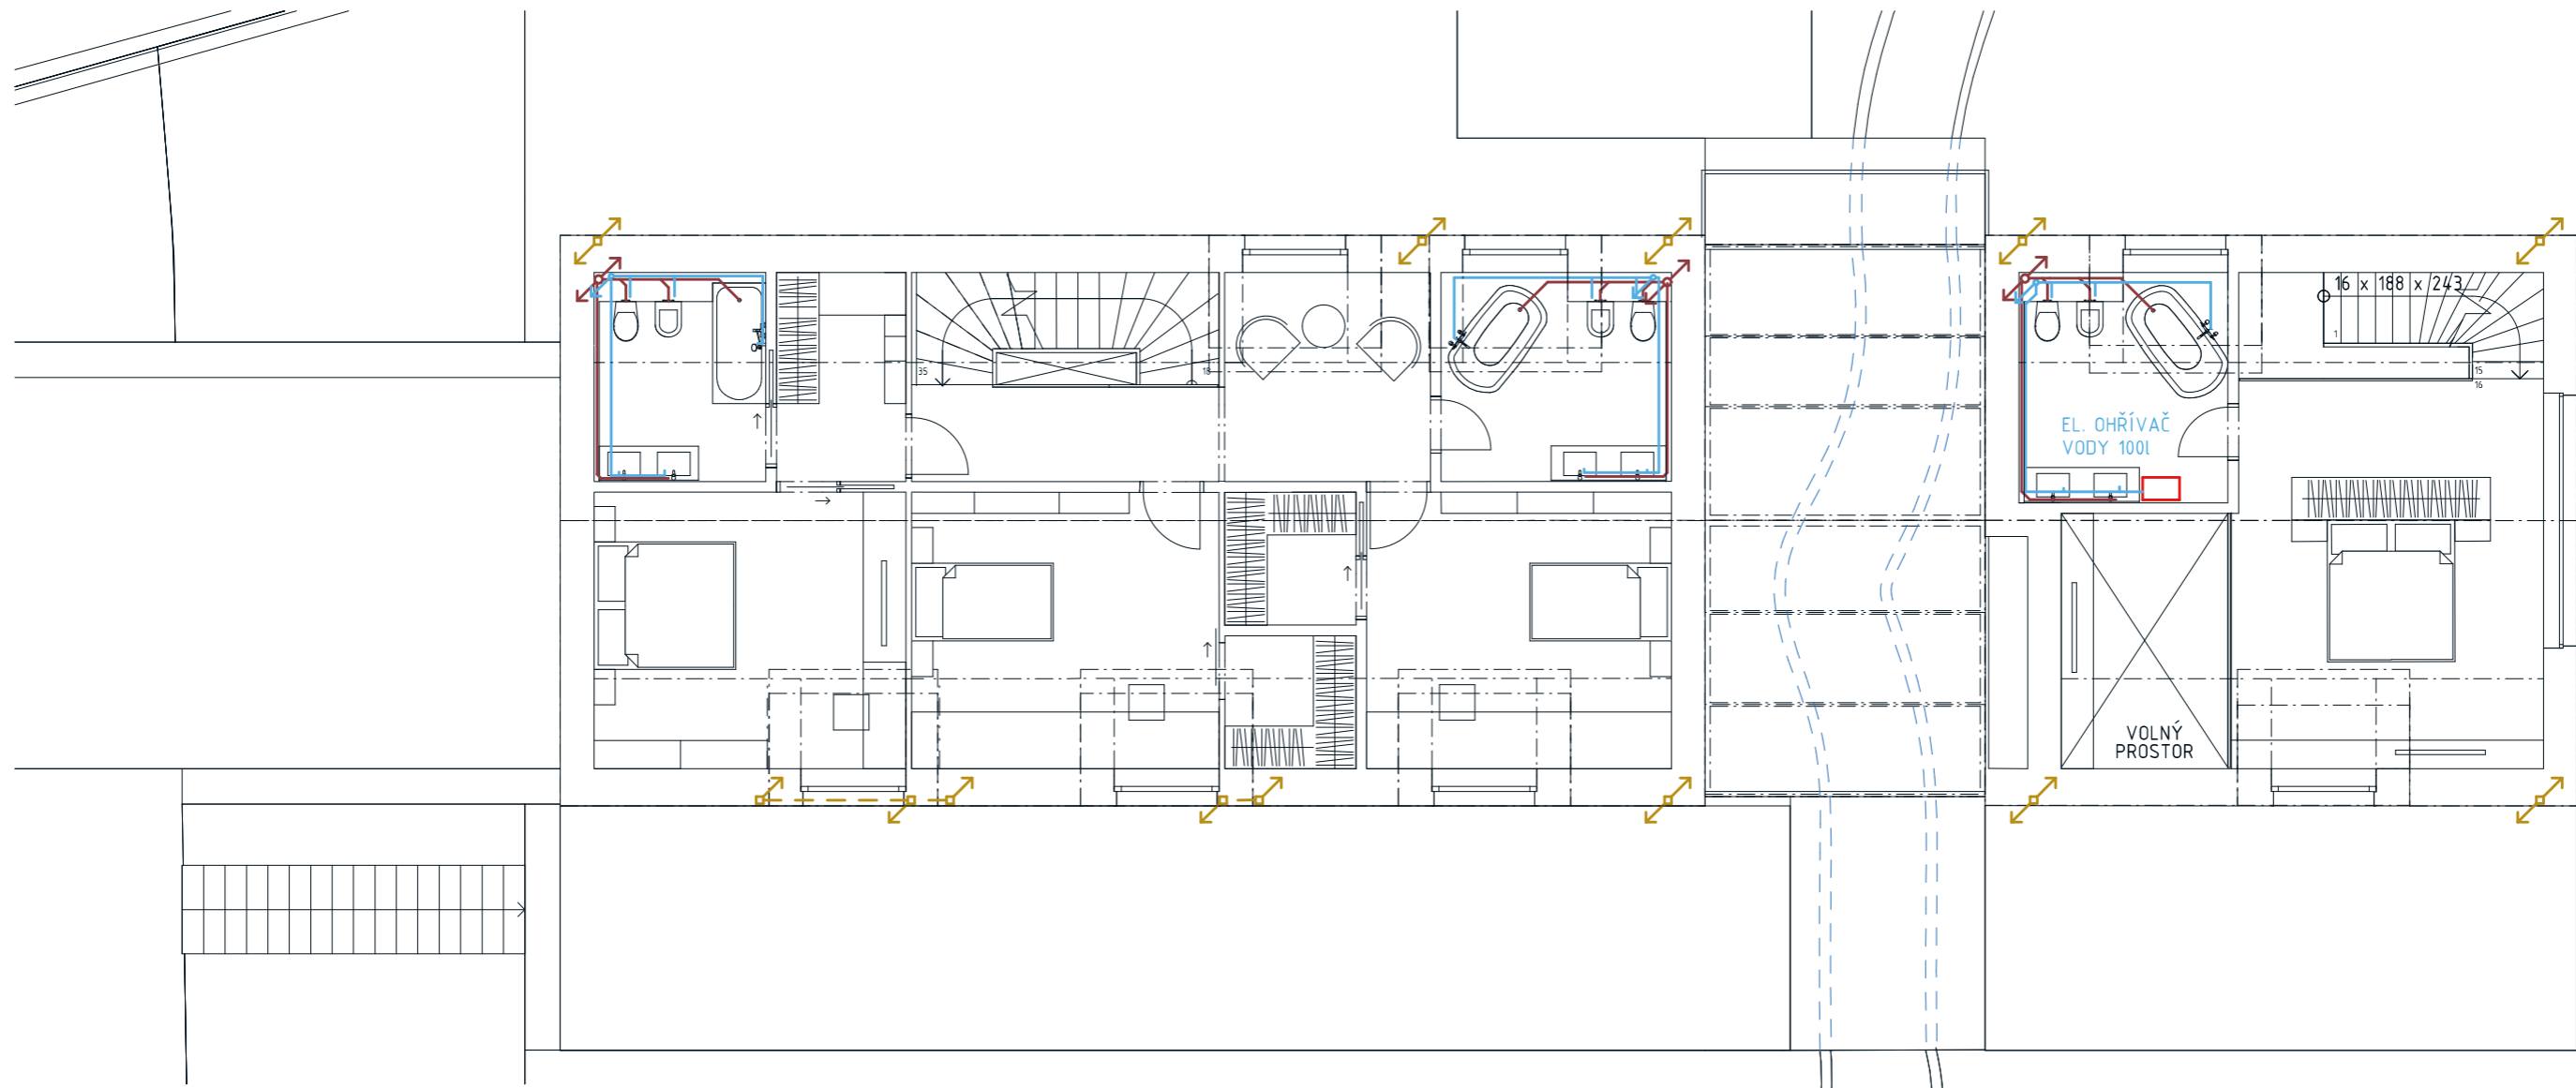 16 x 188 x 243
1
35
18
15
16
EL. OHŘÍVAČ
VODY 100l
VOLNÝ
PROSTOR